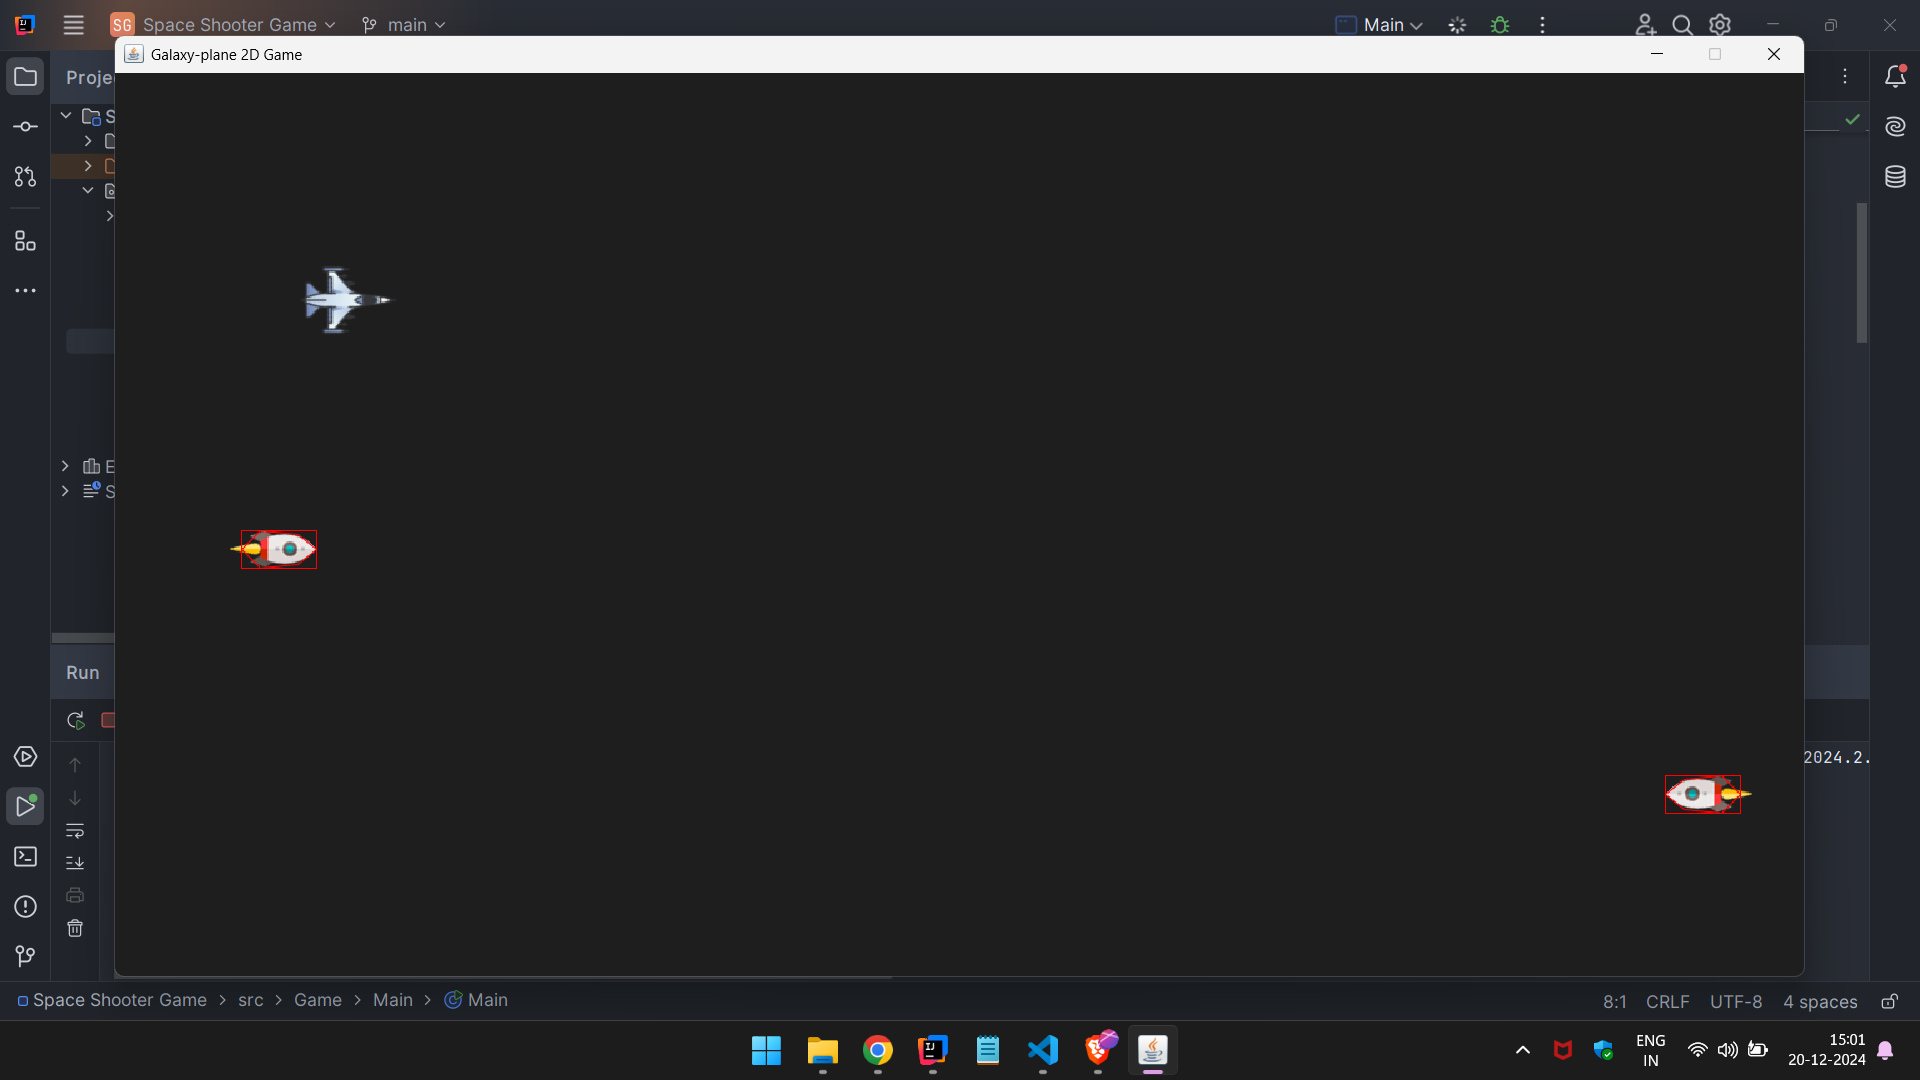 SG Space Shooter Game main Main
Galaxy-plane 2D Game
Proje
S
E
S
Run
2024.2.
Space Shooter Game > src > Game > Main > Main
8:1 CRLF UTF-8 4 spaces
ENG
IN
15:01
20-12-2024